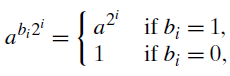 a^{b_i 2^i} = { a^{2^i} if b_i = 1,
1 if b_i = 0,